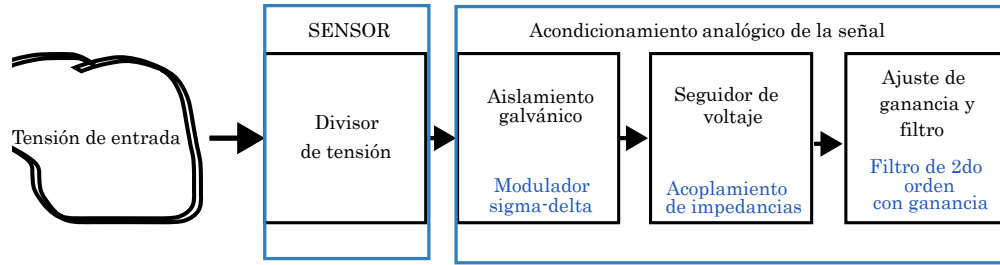 SENSOR
Acondicionamiento analógico de la señal
Tensión de entrada
Divisor
de tensión
Aislamiento
galvánico
Modulador
sigma-delta
Seguidor de
voltaje
Acoplamiento
de impedancias
Ajuste de
ganancia y
filtro
Filtro de 2do
orden
con ganancia